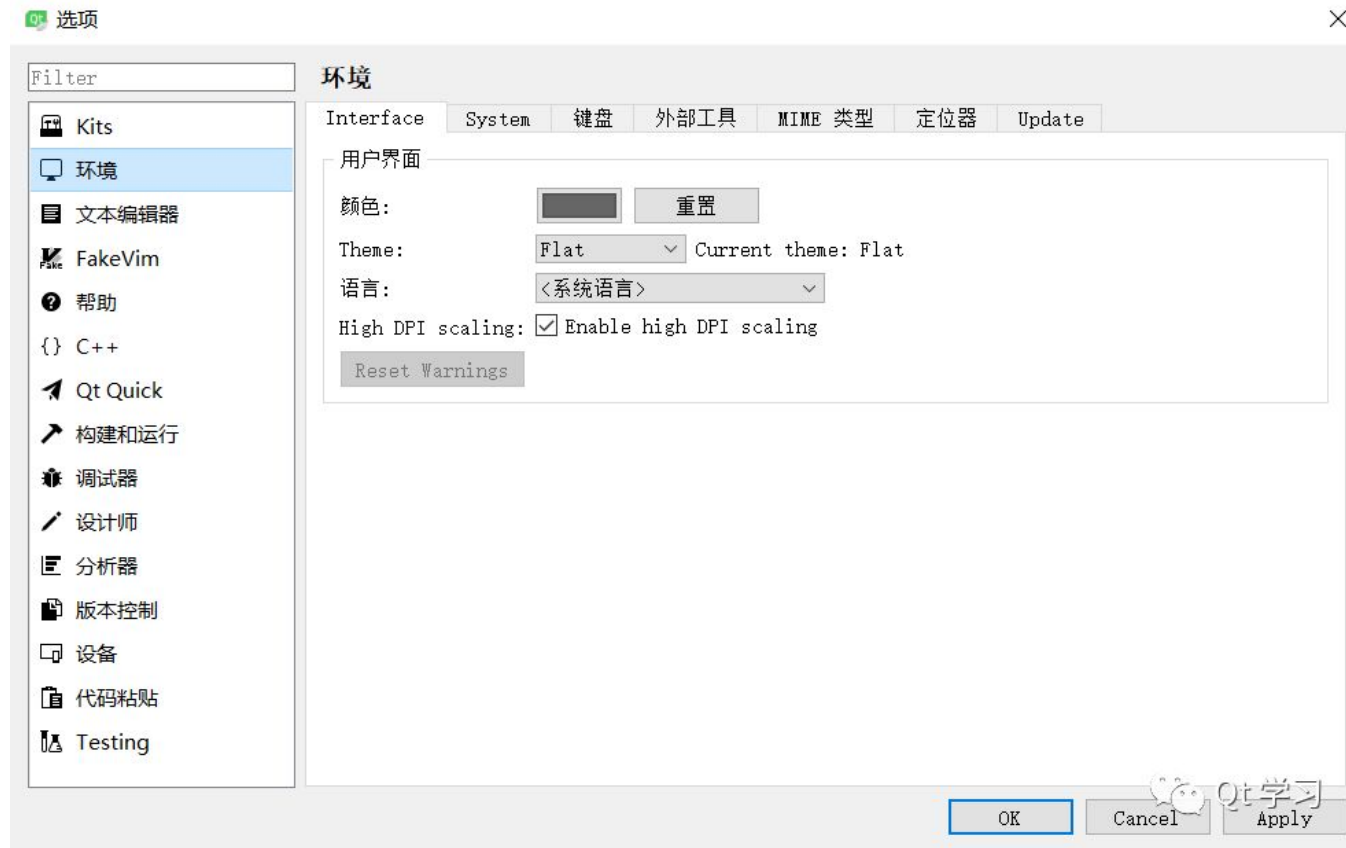 选项
Filter
Kits
环境
文本编辑器
FakeVim
帮助
{} C++
Qt Quick
构建和运行
调试器
设计师
分析器
版本控制
设备
代码粘贴
Testing
环境
Interface System 键盘 外部工具 MIME 类型 定位器 Update
用户界面
颜色: 重置
Theme: Flat Current theme: Flat
语言: <系统语言>
High DPI scaling: Enable high DPI scaling
Reset Warnings
Qt学习
OK Cancel Apply